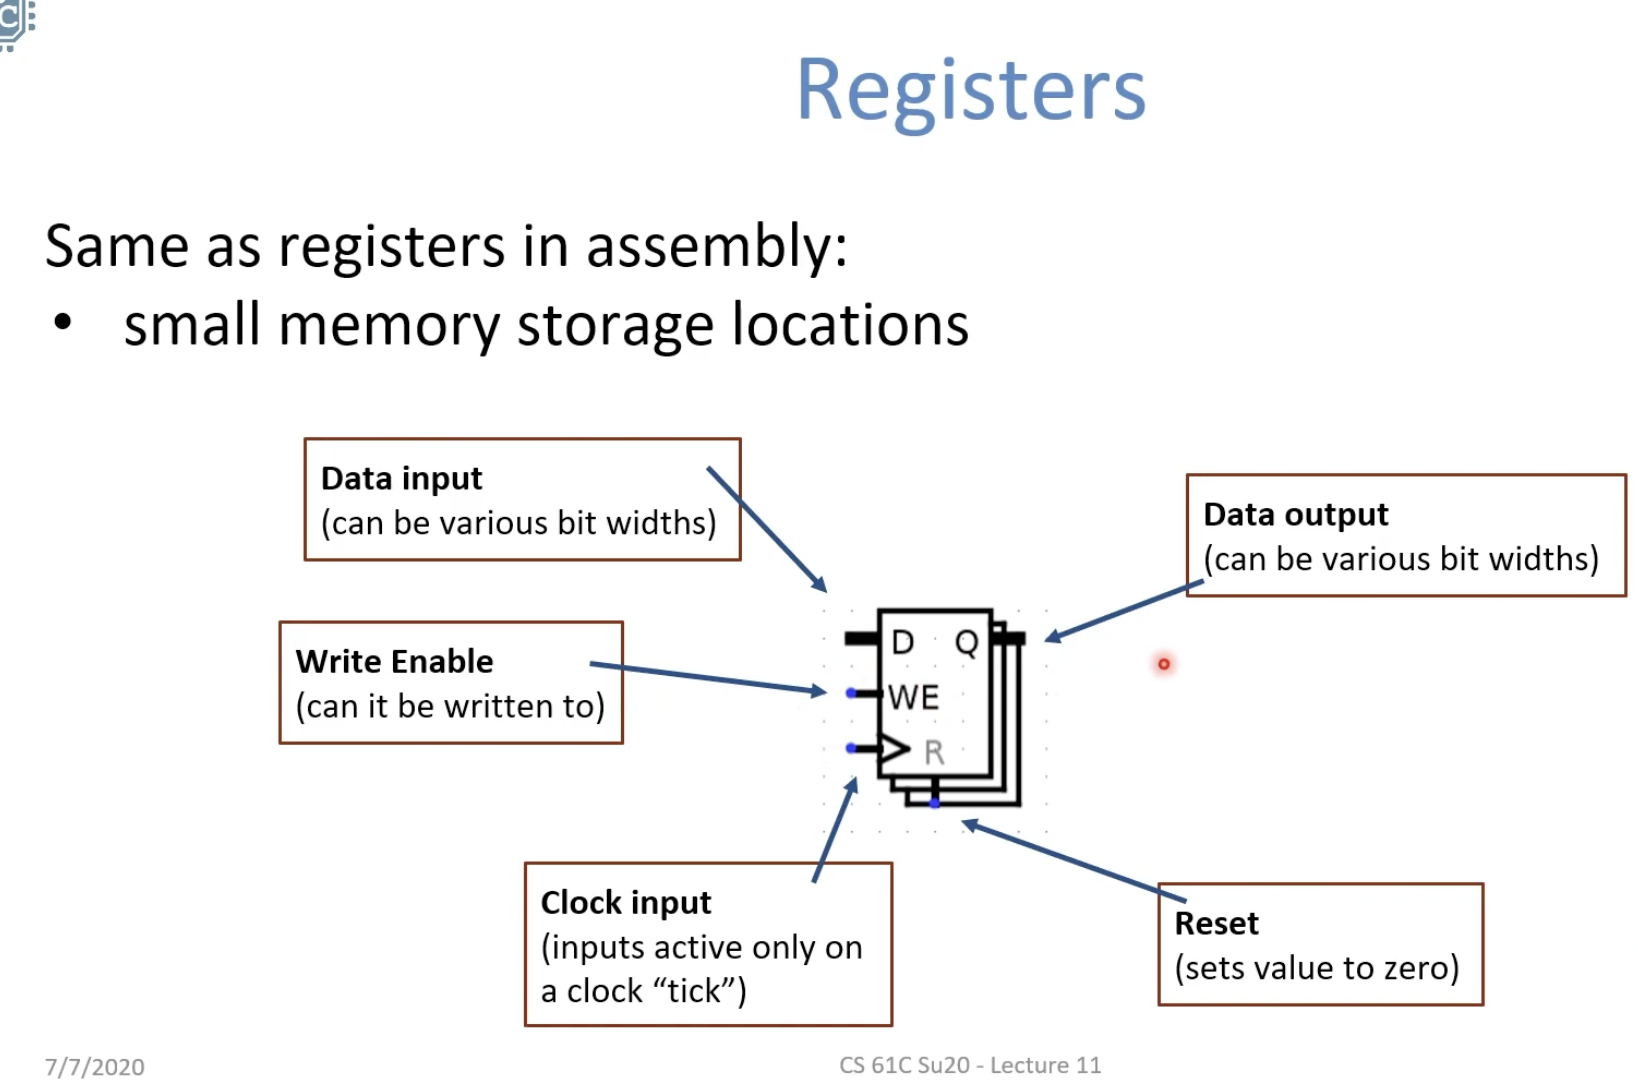 C
Registers
Same as registers in assembly:
• small memory storage locations
Data input
(can be various bit widths)
Data output
(can be various bit widths)
Write Enable
(can it be written to)
D Q
WE
R
Clock input
(inputs active only on
a clock “tick”)
Reset
(sets value to zero)
7/7/2020
CS 61C Su20 - Lecture 11